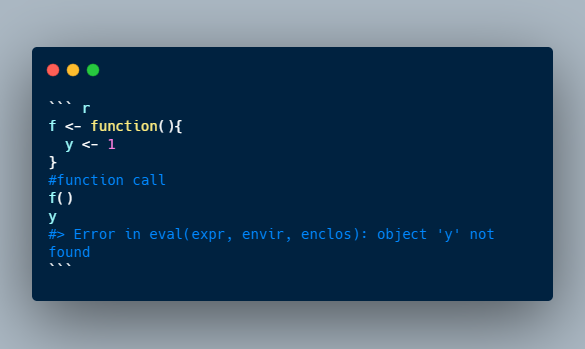 ``` r
f <- function(){
  y <- 1
}
#function call
f()
y
#> Error in eval(expr, envir, enclos): object 'y' not
found
```